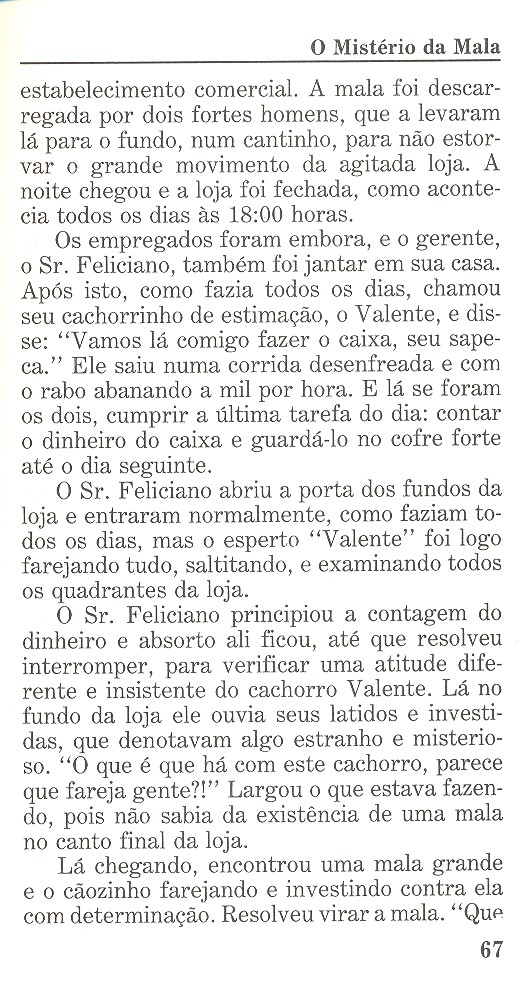 O Mistério da Mala
estabelecimento comercial. A mala foi descar-
regada por dois fortes homens, que a levaram
lá para o fundo, num cantinho, para não estor-
var o grande movimento da agitada loja. A
noite chegou e a loja foi fechada, como aconte-
cia todos os dias às 18:00 horas.
Os empregados foram embora, e o gerente,
o Sr. Feliciano, também foi jantar em sua casa.
Após isto, como fazia todos os dias, chamou
seu cachorrinho de estimação, o Valente, e dis-
se: “Vamos lá comigo fazer o caixa, seu sape-
ca.” Ele saiu numa corrida desenfreada e com
o rabo abanando a mil por hora. E lá se foram
os dois, cumprir a última tarefa do dia: contar
o dinheiro do caixa e guardá-lo no cofre forte
até o dia seguinte.
O Sr. Feliciano abriu a porta dos fundos da
loja e entraram normalmente, como faziam to-
dos os dias, mas o esperto “Valente” foi logo
farejando tudo, saltitando, e examinando todos
os quadrantes da loja.
O Sr. Feliciano principiou a contagem do
dinheiro e absorto ali ficou, até que resolveu
interromper, para verificar uma atitude dife-
rente e insistente do cachorro Valente. Lá no
fundo da loja ele ouvia seus latidos e investi-
das, que denotavam algo estranho e misterio-
so. “O que é que há com este cachorro, parece
que fareja gente?!” Largou o que estava fazen-
do, pois não sabia da existência de uma mala
no canto final da loja.
Lá chegando, encontrou uma mala grande
e o cãozinho farejando e investindo contra ela
com determinação. Resolveu virar a mala. “Que
67